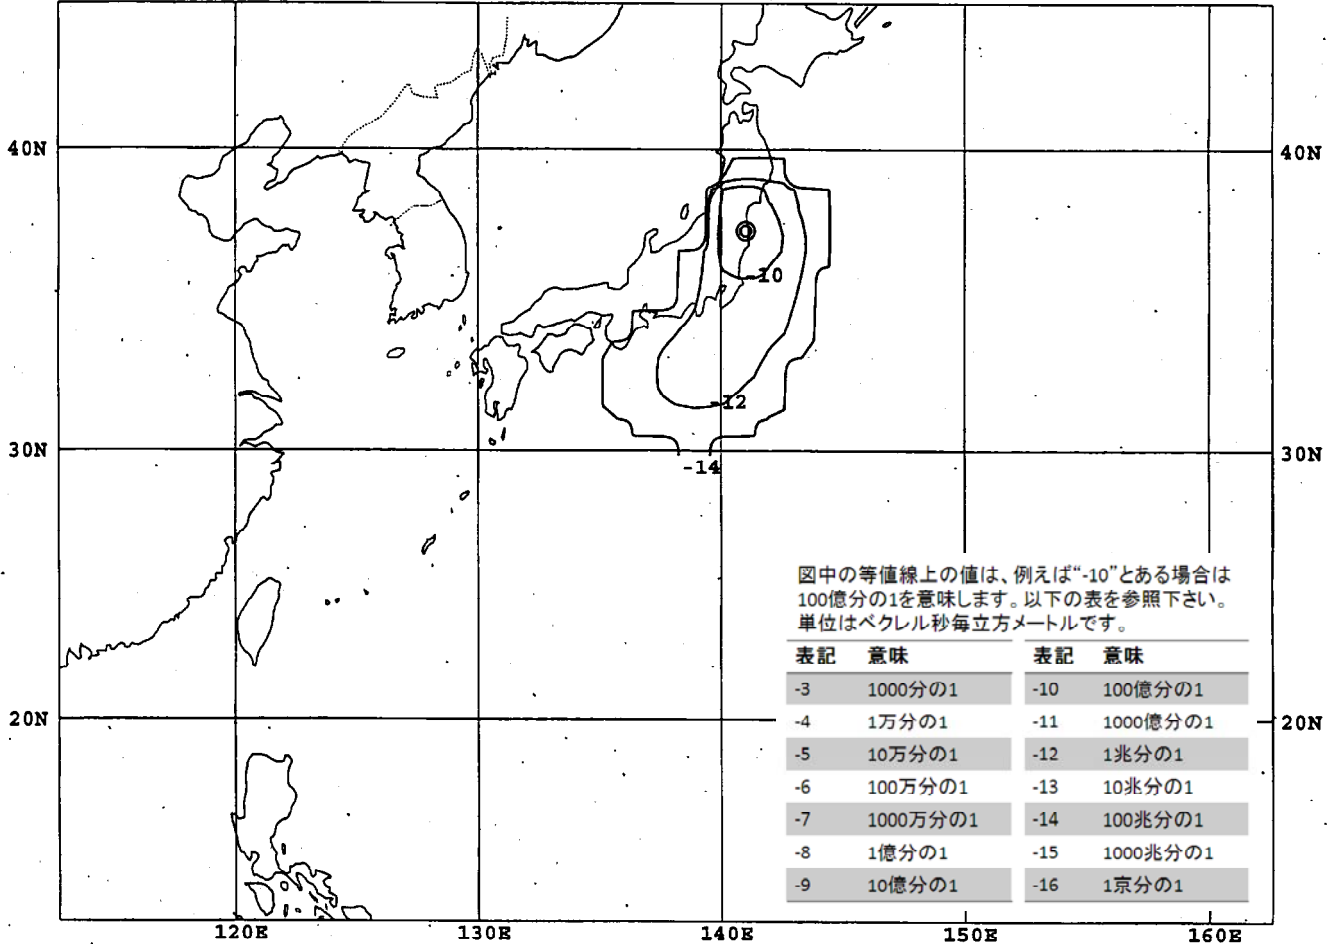 40N
40N
-10
-12
30N
30N
-14
図中の等値線上の値は、例えば“-10”とある場合は
100億分の1を意味します。以下の表を参照下さい。
単位はベクレル秒毎立方メートルです。
表記 意味 表記 意味
-3 1000分の1 -10 100億分の1
-4 1万分の1 -11 1000億分の1
-5 10万分の1 -12 1兆分の1
-6 100万分の1 -13 10兆分の1
-7 1000万分の1 -14 100兆分の1
-8 1億分の1 -15 1000兆分の1
-9 10億分の1 -16 1京分の1
20N
20N
120E 130E 140E 150E 160E